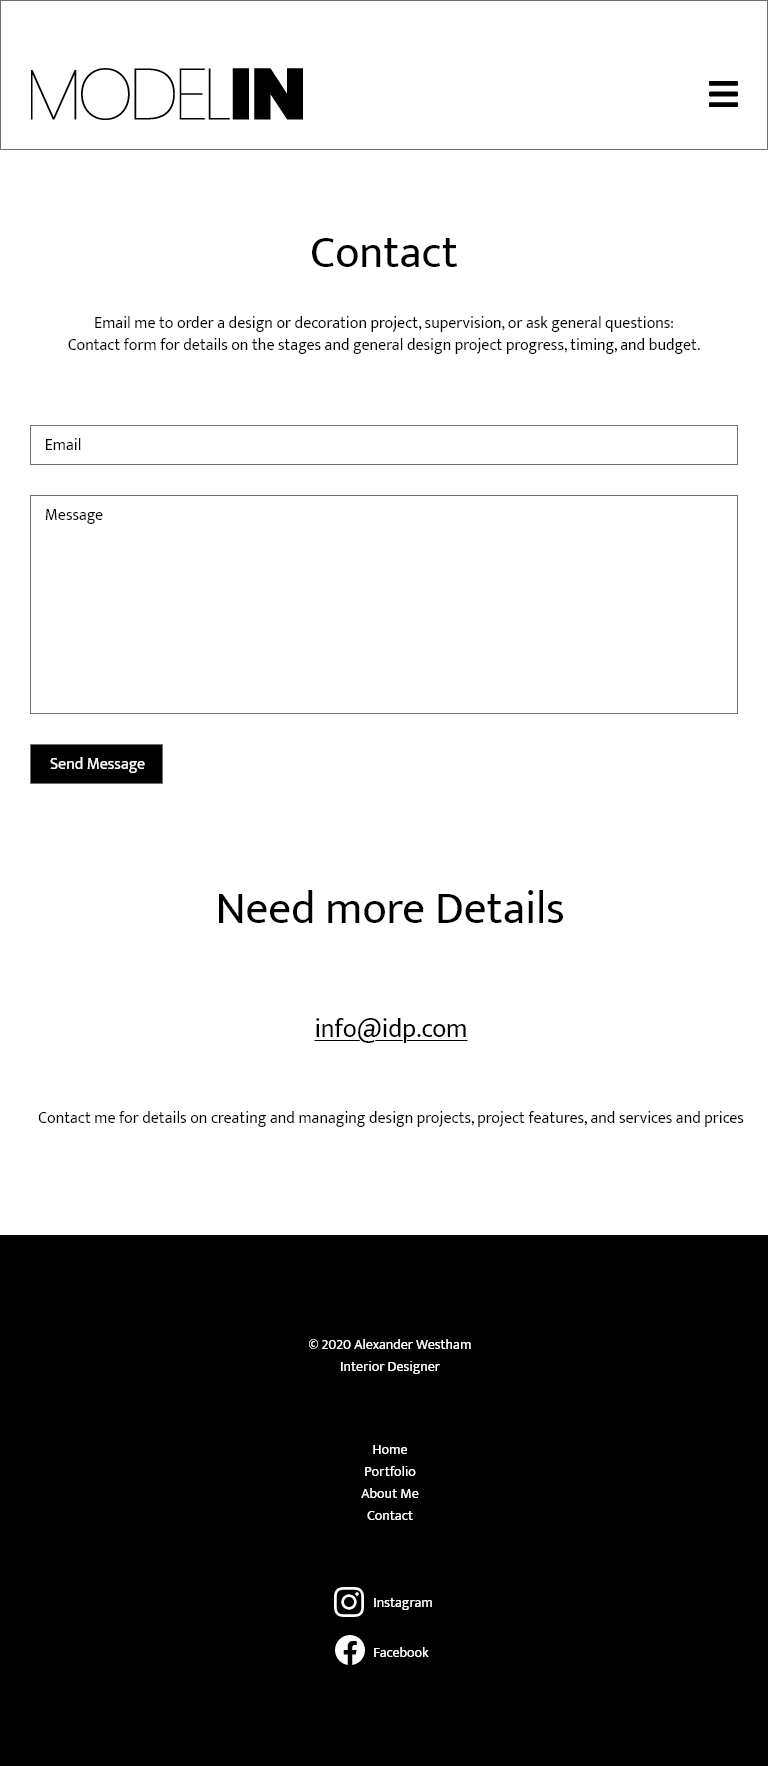 MODELIN
Contact
Email me to order a design or decoration project, supervision, or ask general questions:
Contact form for details on the stages and general design project progress, timing, and budget.
Email
Message
Send Message
Need more Details
info@idp.com
Contact me for details on creating and managing design projects, project features, and services and prices
© 2020 Alexander Westham
Interior Designer
Home
Portfolio
About Me
Contact
Instagram
Facebook